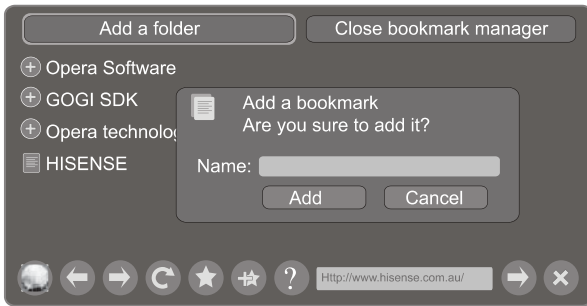 Add a folder
Close bookmark manager
Opera Software
GOGI SDK
Opera technolog
HISENSE
Add a bookmark
Are you sure to add it?
Name:
Add
Cancel
?
Http://www.hisense.com.au/